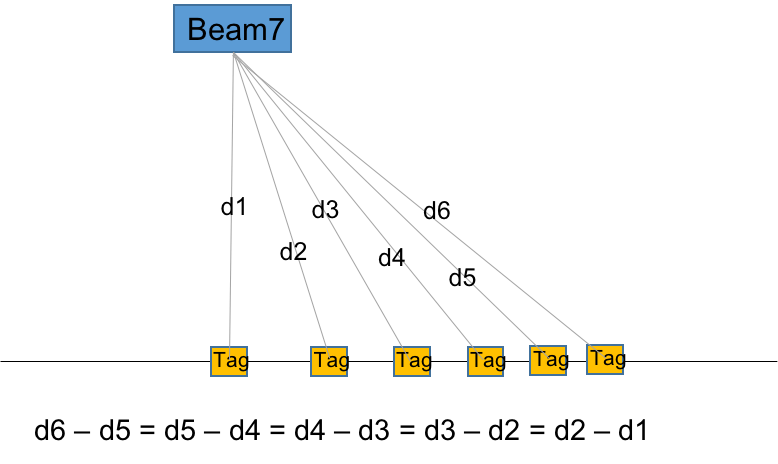 Beam7
d1
d3
d6
d2
d4
d5
Tag
Tag
Tag
Tag
Tag
Tag
d6 – d5 = d5 – d4 = d4 – d3 = d3 – d2 = d2 – d1